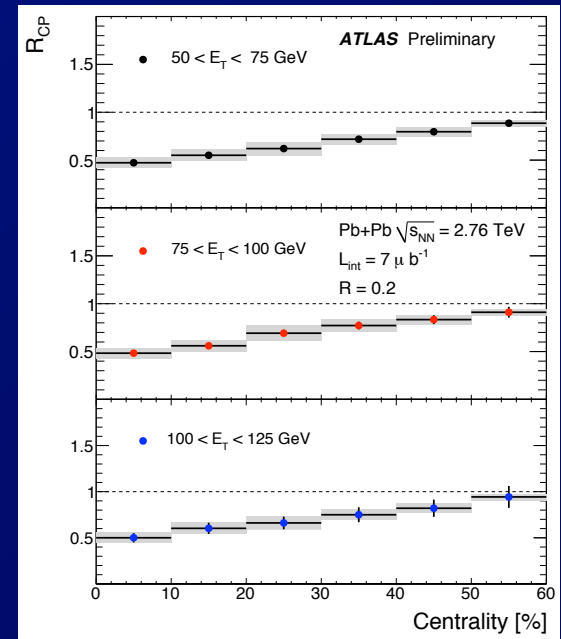 R_CP
ATLAS Preliminary
50 < E_T < 75 GeV
1.5
1
0.5
Pb+Pb √s_NN = 2.76 TeV
75 < E_T < 100 GeV
L_int = 7 μ b⁻¹
R = 0.2
1.5
1
0.5
100 < E_T < 125 GeV
1.5
1
0.5
0 10 20 30 40 50 60
Centrality [%]